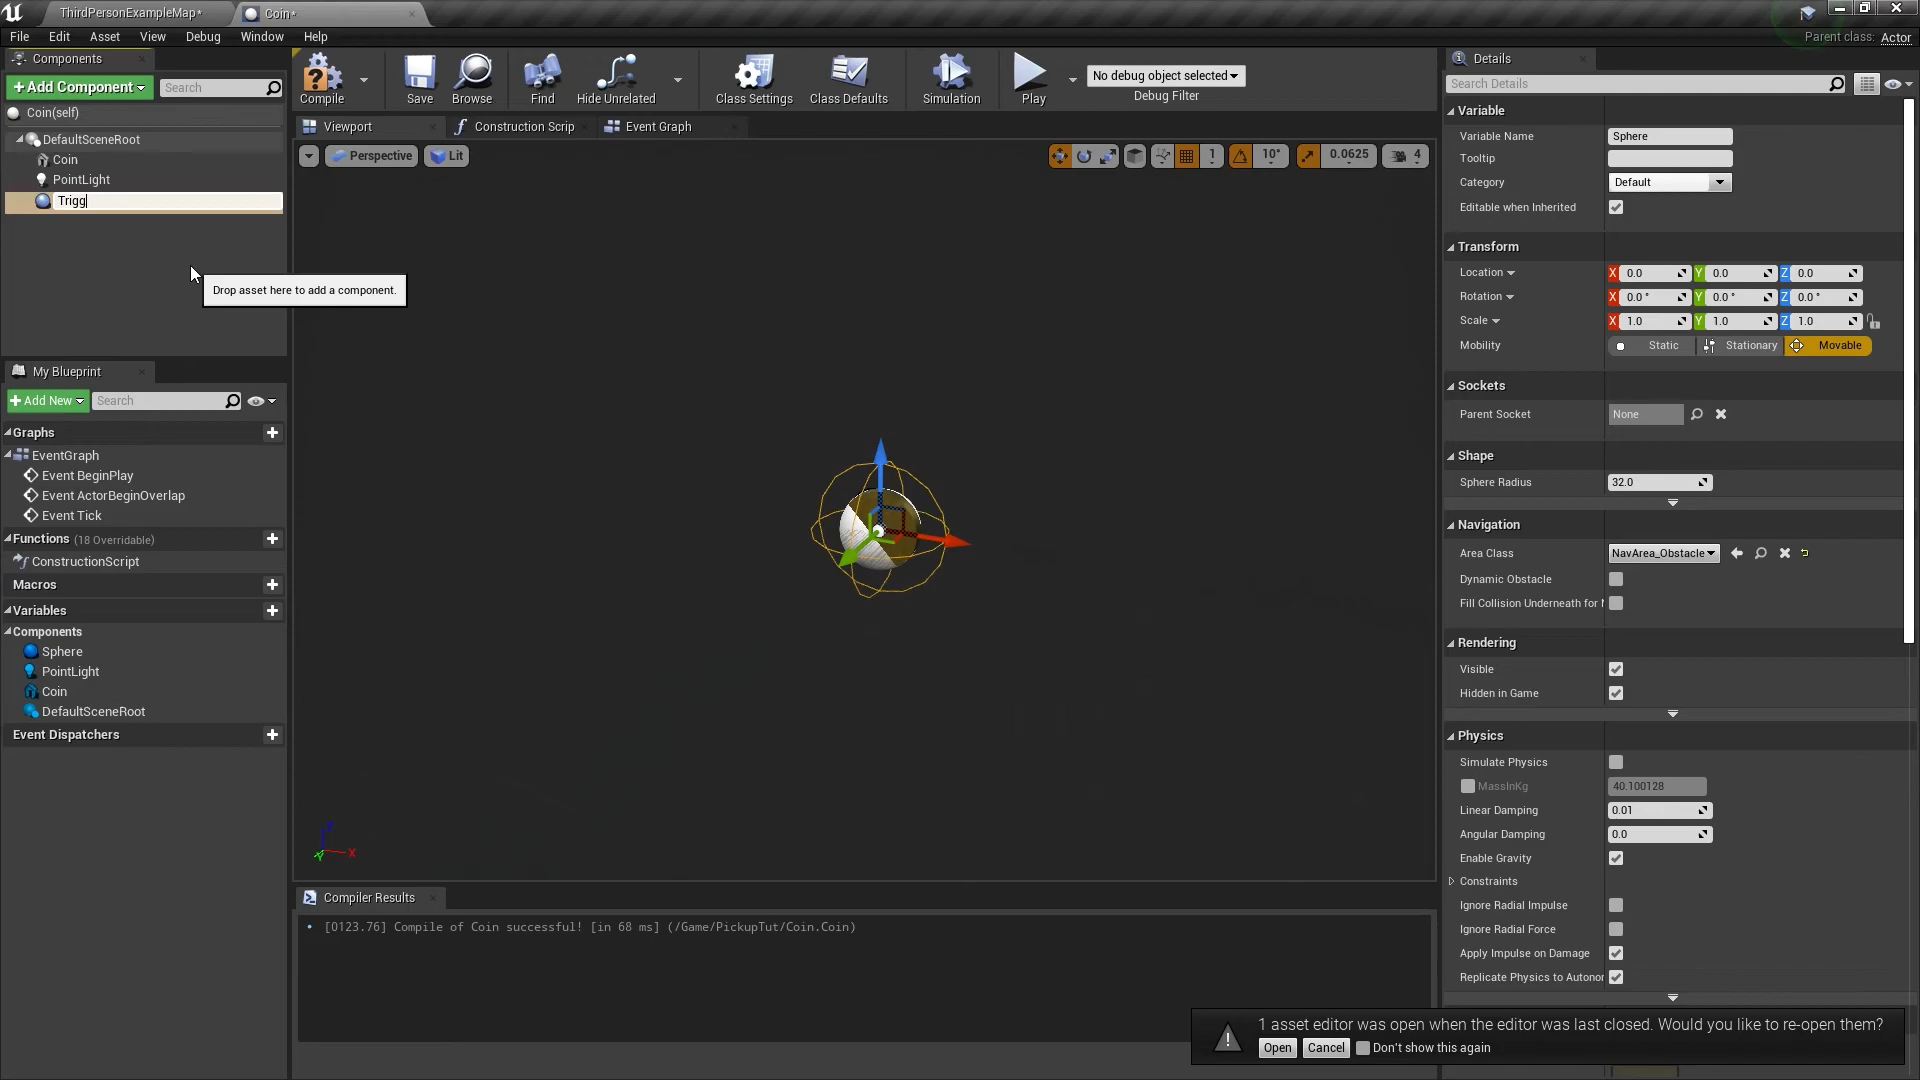 ThirdPersonExampleMap*
Coin*
File Edit Asset View Debug Window Help
Parent class: Actor
Components
+Add Component
Search
Coin(self)
DefaultSceneRoot
Coin
PointLight
Trigg
Drop asset here to add a component.
My Blueprint
+Add New
Search
Graphs
EventGraph
Event BeginPlay
Event ActorBeginOverlap
Event Tick
Functions (18 Overridable)
ConstructionScript
Macros
Variables
Components
Sphere
PointLight
Coin
DefaultSceneRoot
Event Dispatchers
Compile
Save
Browse
Find
Hide Unrelated
Class Settings
Class Defaults
Simulation
Play
No debug object selected
Debug Filter
Viewport
Construction Scrip
Event Graph
Perspective
Lit
1
10°
0.0625
4
Z
X
Y
Compiler Results
• [0123.76] Compile of Coin successful! [in 68 ms] (/Game/PickupTut/Coin.Coin)
Details
Search Details
Variable
Variable Name Sphere
Tooltip
Category Default
Editable when Inherited
Transform
Location X 0.0 Y 0.0 Z 0.0
Rotation X 0.0 ° Y 0.0 ° Z 0.0 °
Scale X 1.0 Y 1.0 Z 1.0
Mobility Static Stationary Movable
Sockets
Parent Socket None
Shape
Sphere Radius 32.0
Navigation
Area Class NavArea_Obstacle
Dynamic Obstacle
Fill Collision Underneath for
Rendering
Visible
Hidden in Game
Physics
Simulate Physics
MassInKg 40.100128
Linear Damping 0.01
Angular Damping 0.0
Enable Gravity
Constraints
Ignore Radial Impulse
Ignore Radial Force
Apply Impulse on Damage
Replicate Physics to Autonor
1 asset editor was open when the editor was last closed. Would you like to re-open them?
Open Cancel Don't show this again